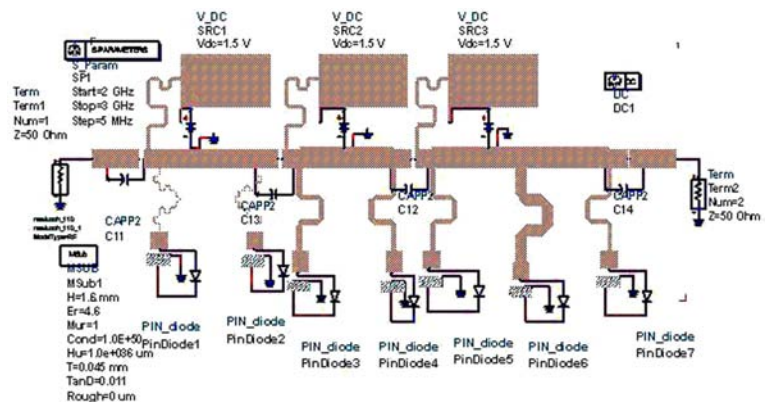 V_DC
SRC1
Vdc=1.5 V
V_DC
SRC2
Vdc=1.5 V
V_DC
SRC3
Vdc=1.5 V
S-PARAMETERS
S_Param
SP1
Start=2 GHz
Stop=3 GHz
Step=5 MHz
Term
Term1
Num=1
Z=50 Ohm
DC
DC
DC1
1
Term
Term2
Num=2
Z=50 Ohm
CAPP2
C11
CAPP2
C13
CAPP2
C12
CAPP2
C14
MSub
MSUB
MSub1
H=1.6 mm
Er=4.6
Mur=1
Cond=1.0E+50
Hu=1.0e+036 um
T=0.045 mm
TanD=0.011
Rough=0 um
PIN_diode
PinDiode1
PIN_diode
PinDiode2
PIN_diode
PinDiode3
PIN_diode
PinDiode4
PIN_diode
PinDiode5
PIN_diode
PinDiode6
PIN_diode
PinDiode7